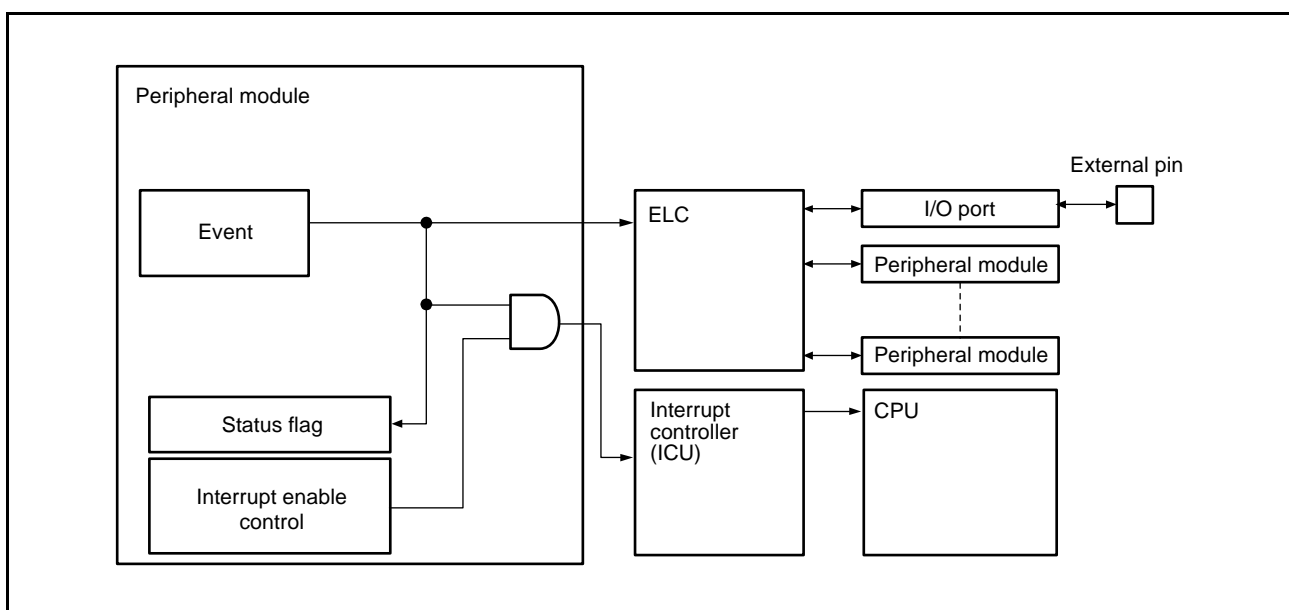 Peripheral module
External pin
ELC
I/O port
Event
Peripheral module
Peripheral module
Interrupt
controller
(ICU)
CPU
Status flag
Interrupt enable
control